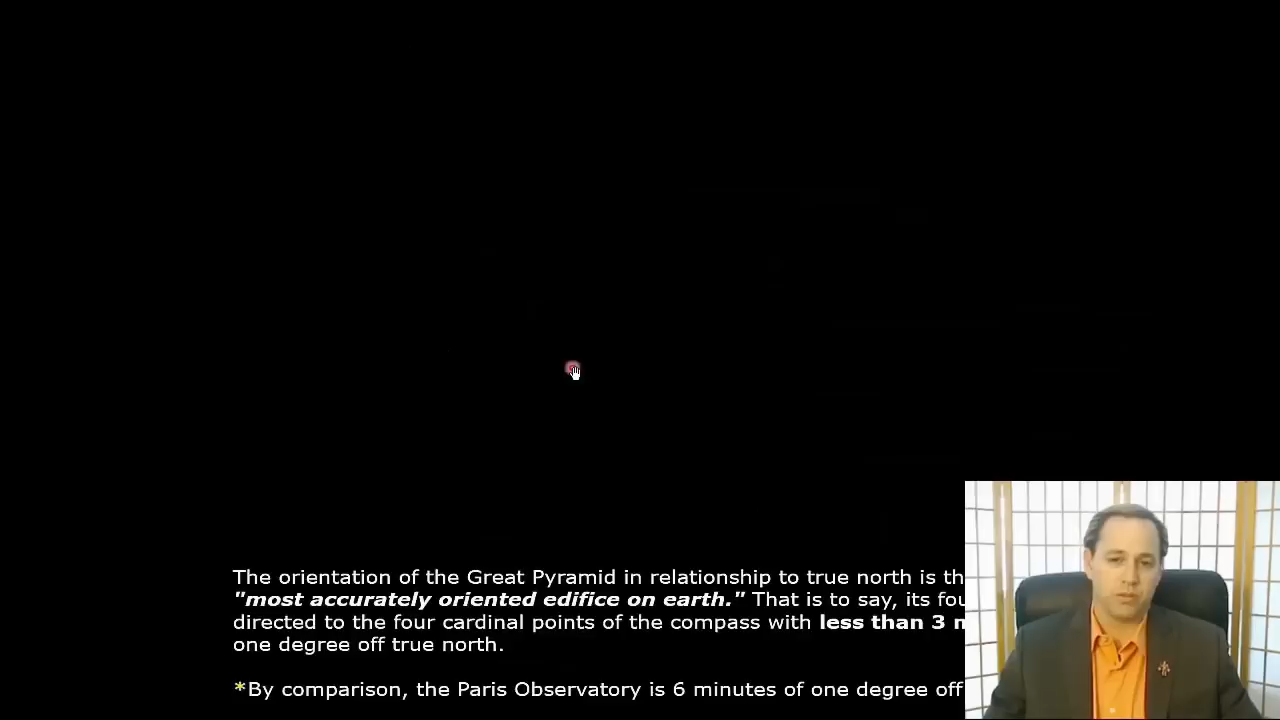 The orientation of the Great Pyramid in relationship to true north is th
"most accurately oriented edifice on earth." That is to say, its fou
directed to the four cardinal points of the compass with less than 3 m
one degree off true north.
*By comparison, the Paris Observatory is 6 minutes of one degree off